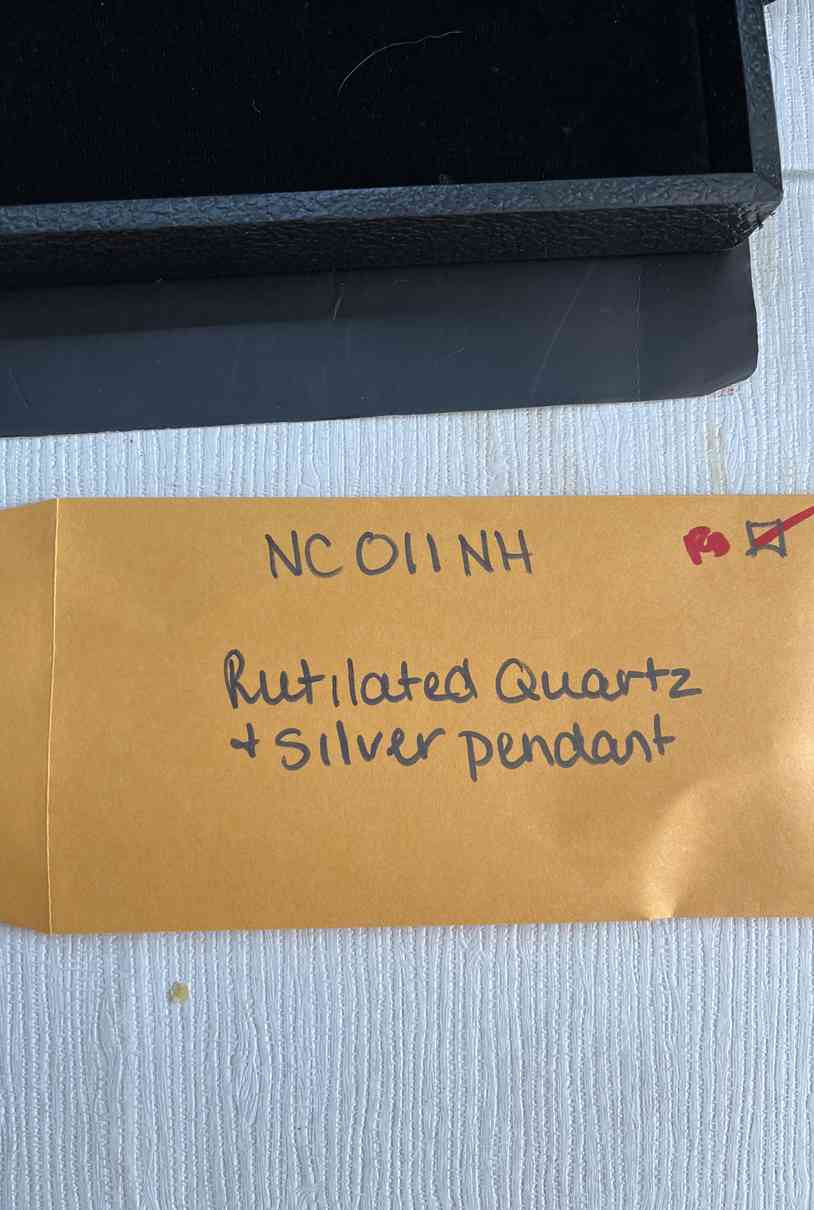 NC011NH
Rutilated Quartz
+ Silver pendant